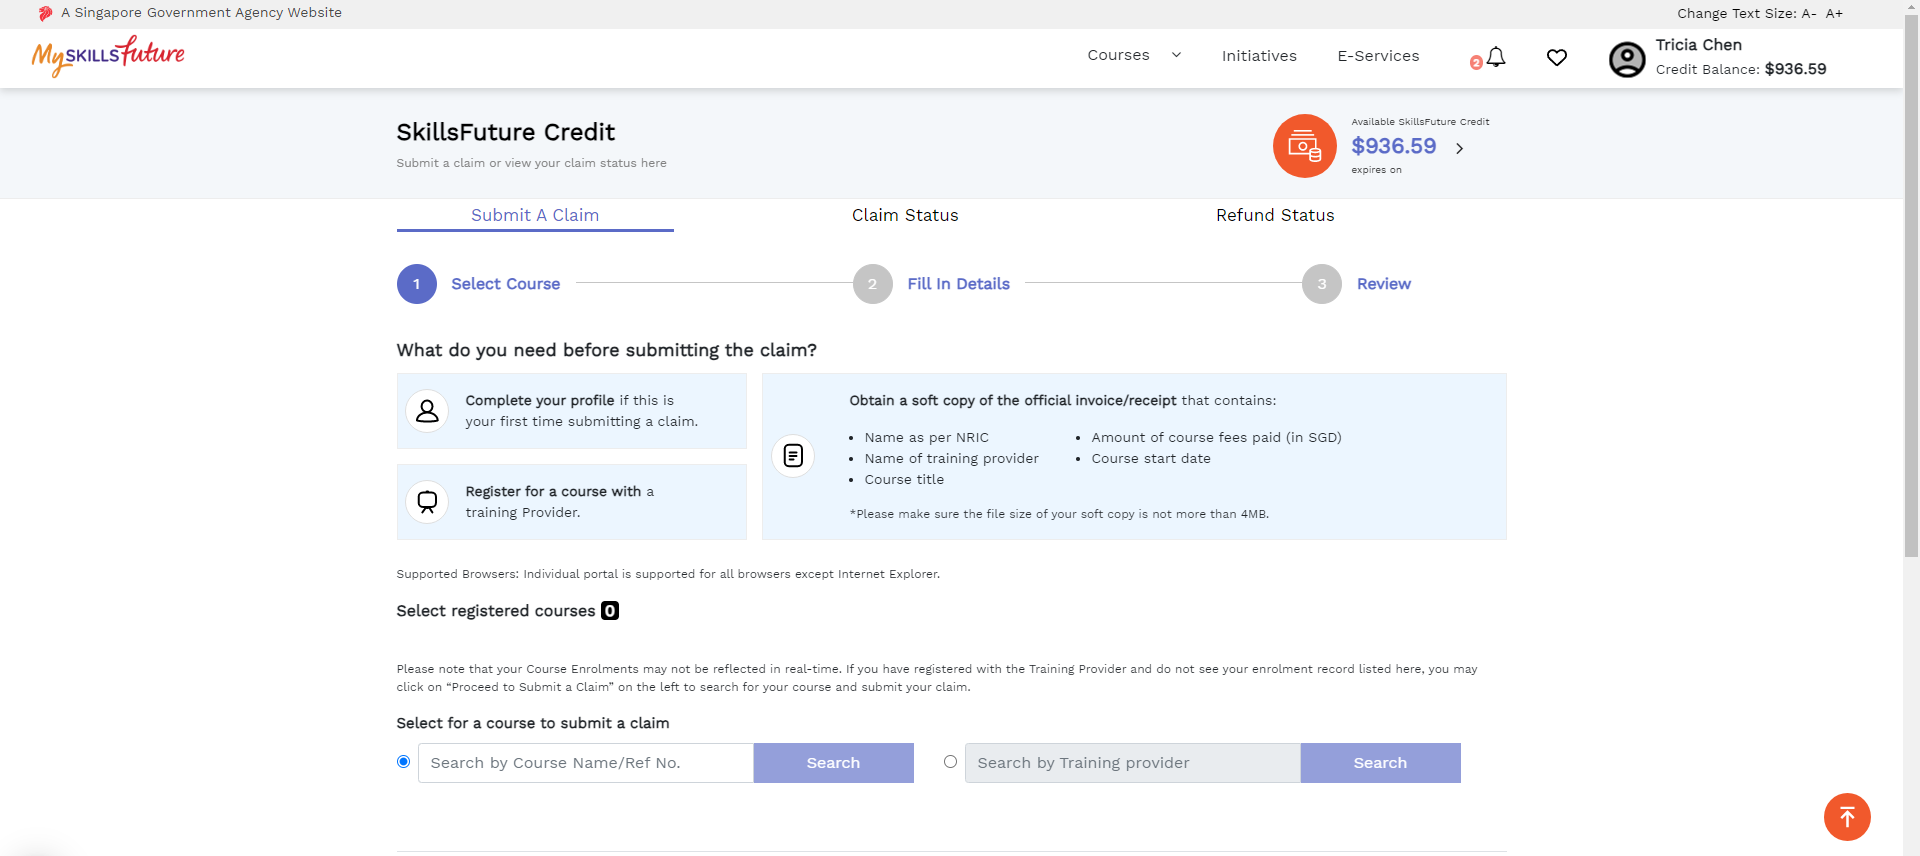 A Singapore Government Agency Website
Change Text Size: A- A+
MySKILLSFuture
Courses
Initiatives
E-Services
2
Tricia Chen
Credit Balance: $936.59
SkillsFuture Credit
Submit a claim or view your claim status here
Available SkillsFuture Credit
$936.59
expires on
Submit A Claim
Claim Status
Refund Status
1 Select Course
2 Fill In Details
3 Review
What do you need before submitting the claim?
Complete your profile if this is
your first time submitting a claim.
Register for a course with a
training Provider.
Obtain a soft copy of the official invoice/receipt that contains:
• Name as per NRIC
• Name of training provider
• Course title
• Amount of course fees paid (in SGD)
• Course start date
*Please make sure the file size of your soft copy is not more than 4MB.
Supported Browsers: Individual portal is supported for all browsers except Internet Explorer.
Select registered courses 0
Please note that your Course Enrolments may not be reflected in real-time. If you have registered with the Training Provider and do not see your enrolment record listed here, you may
click on “Proceed to Submit a Claim” on the left to search for your course and submit your claim.
Select for a course to submit a claim
Search by Course Name/Ref No.
Search
Search by Training provider
Search